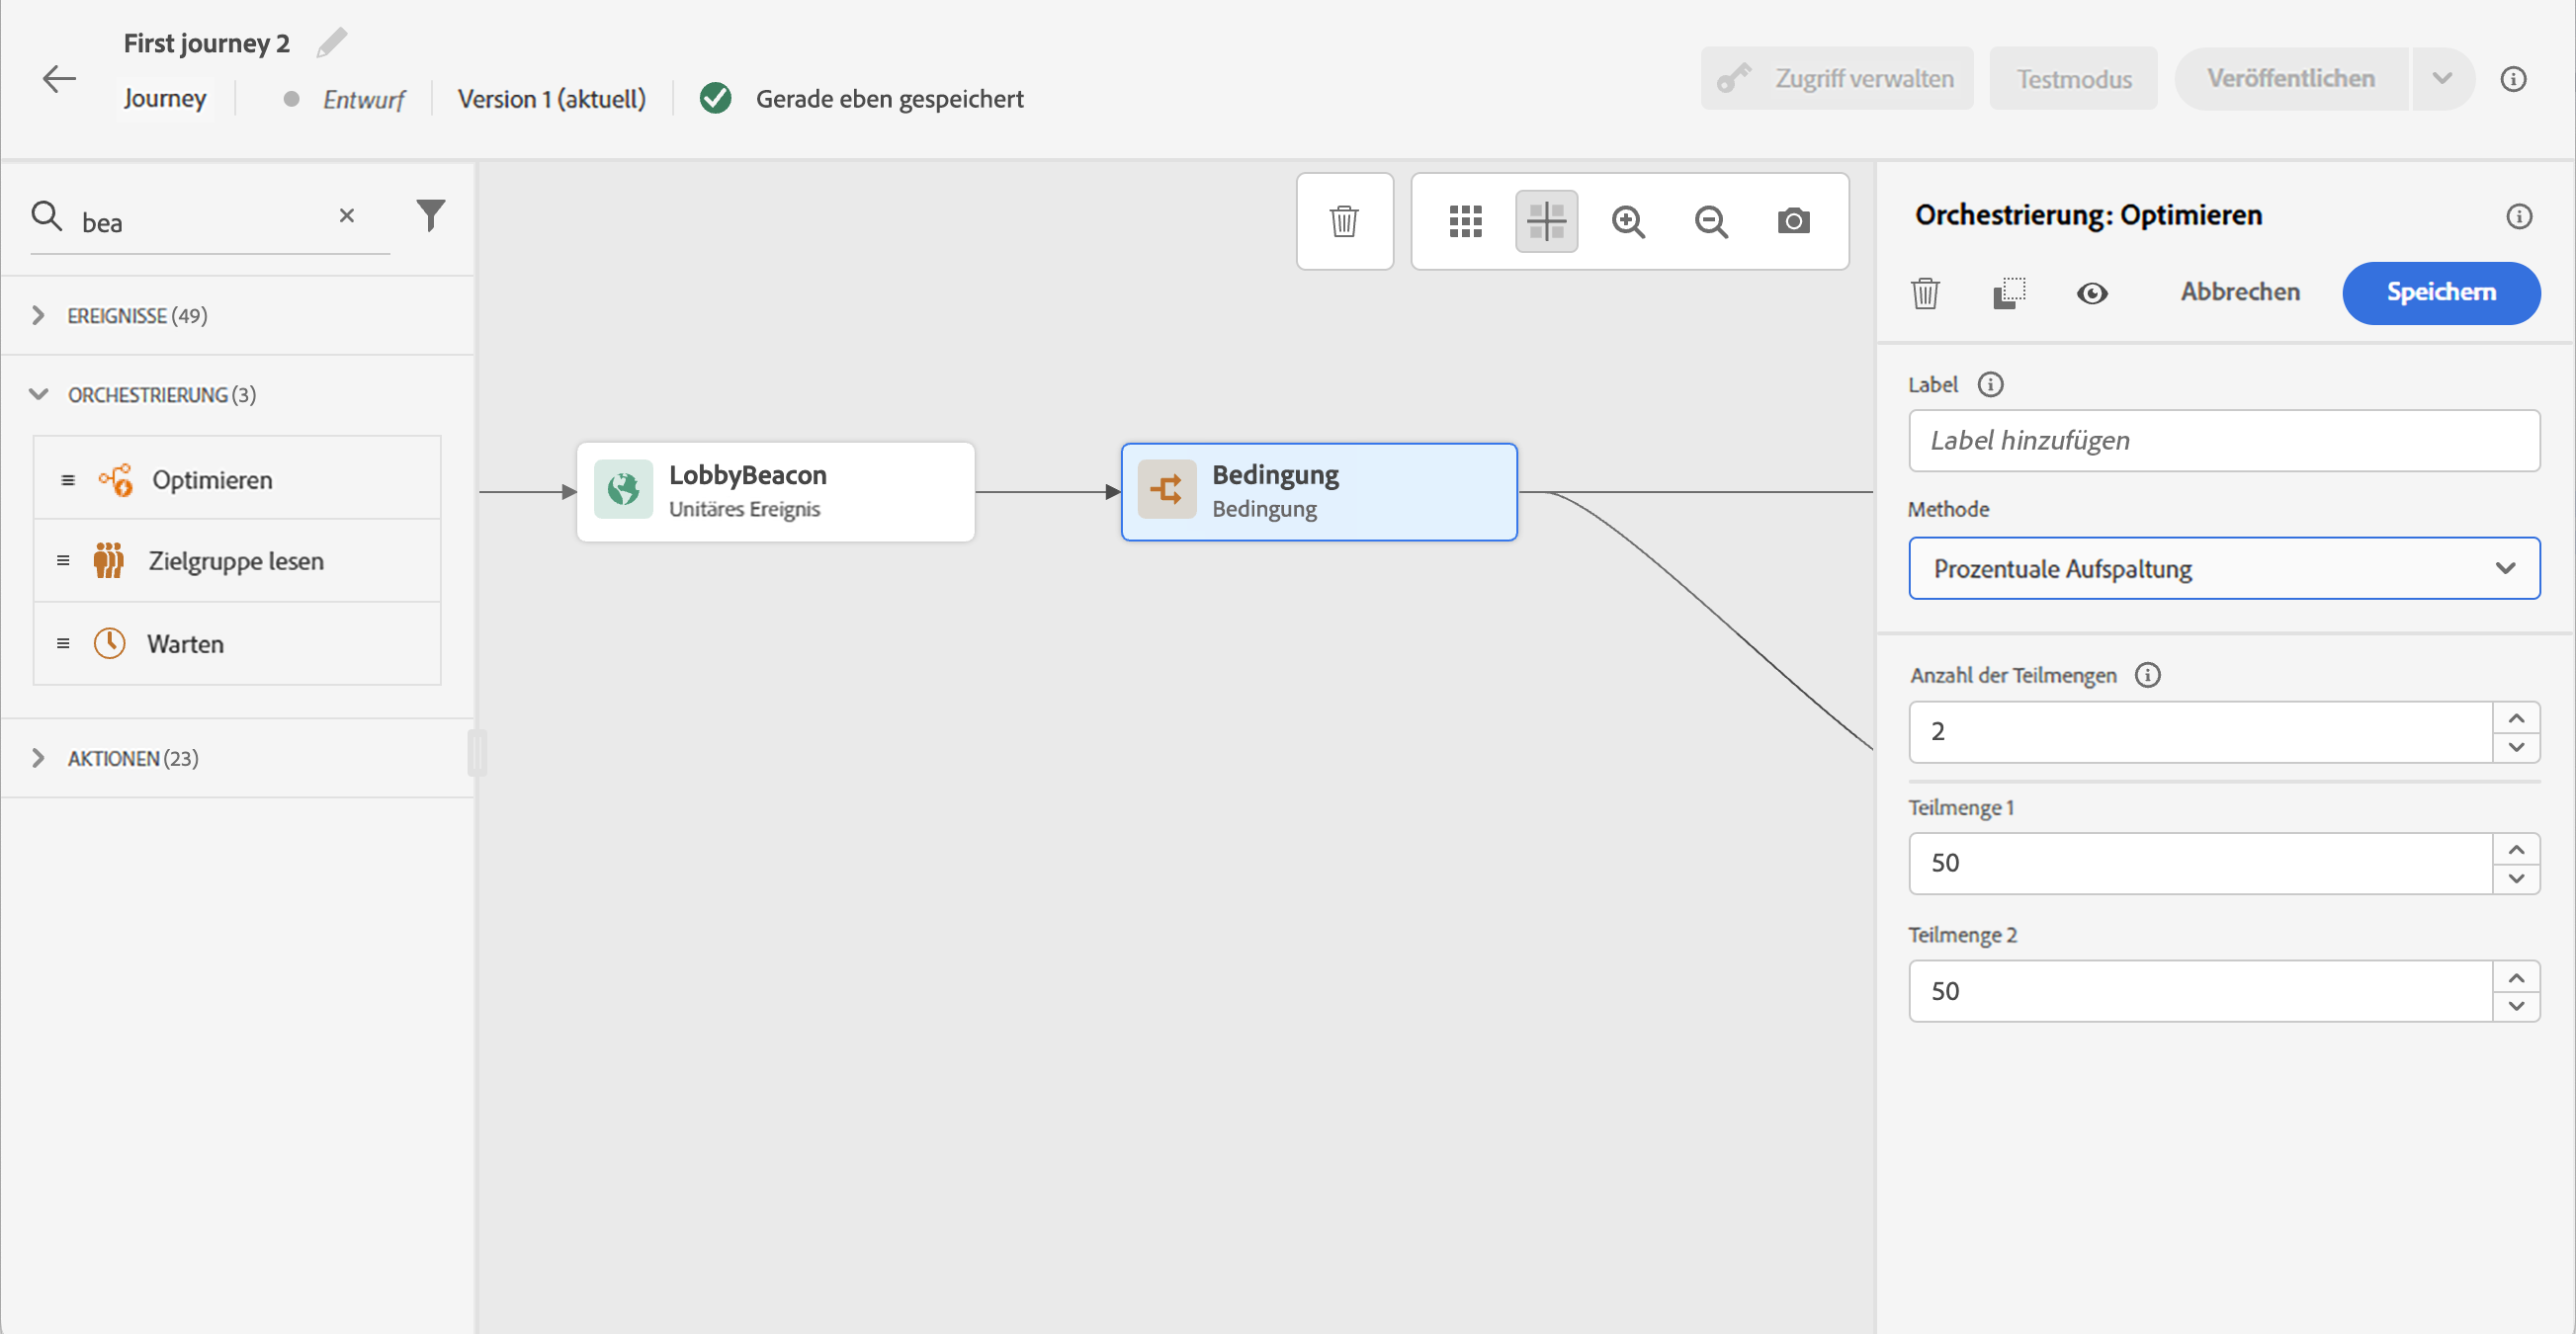 First journey 2
Journey
Entwurf
Version 1 (aktuell)
Gerade eben gespeichert
Zugriff verwalten
Testmodus
Veröffentlichen
bea
EREIGNISSE (49)
ORCHESTRIERUNG (3)
Optimieren
Zielgruppe lesen
Warten
AKTIONEN (23)
LobbyBeacon
Unitäres Ereignis
Bedingung
Bedingung
Orchestrierung: Optimieren
Abbrechen
Speichern
Label
Label hinzufügen
Methode
Prozentuale Aufspaltung
Anzahl der Teilmengen
2
Teilmenge 1
50
Teilmenge 2
50